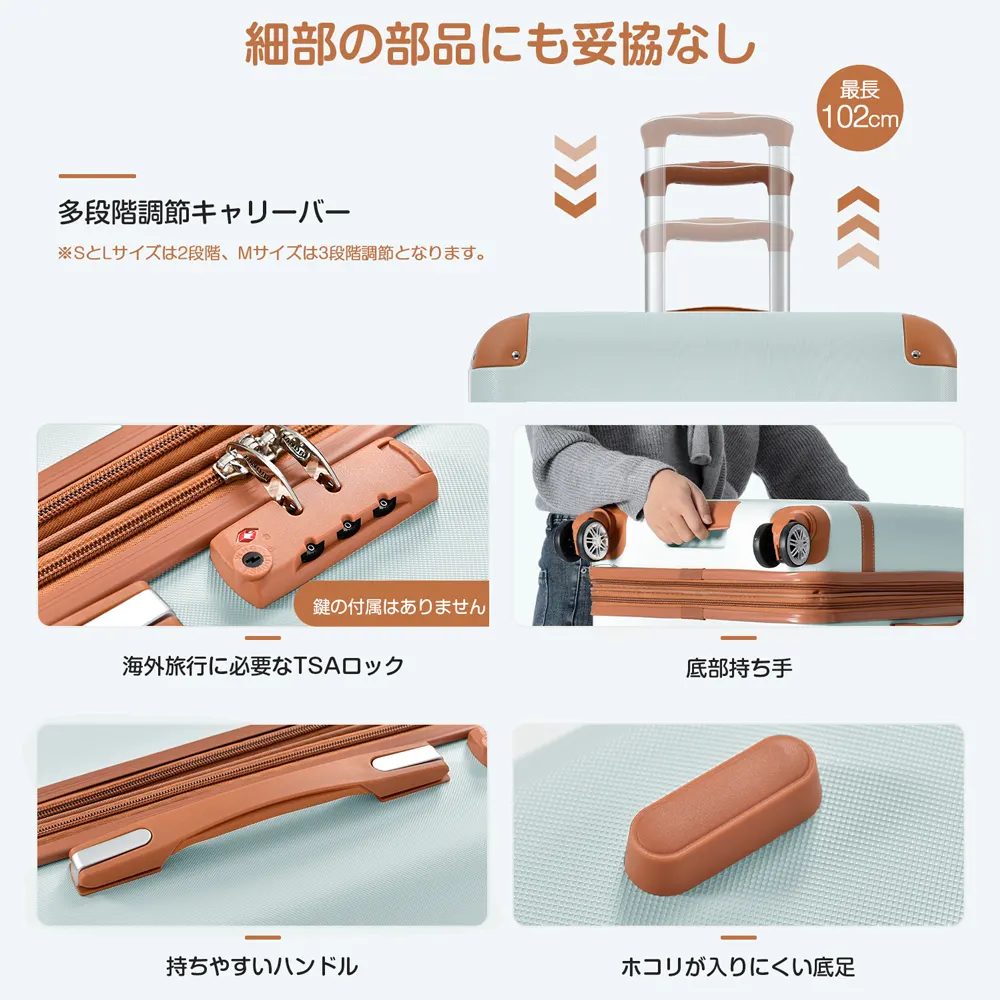 細部の部品にも妥協なし
最長
102cm
多段階調節キャリーバー
※SとLサイズは2段階、Mサイズは3段階調節となります。
鍵の付属はありません
海外旅行に必要なTSAロック
底部持ち手
持ちやすいハンドル
ホコリが入りにくい底足